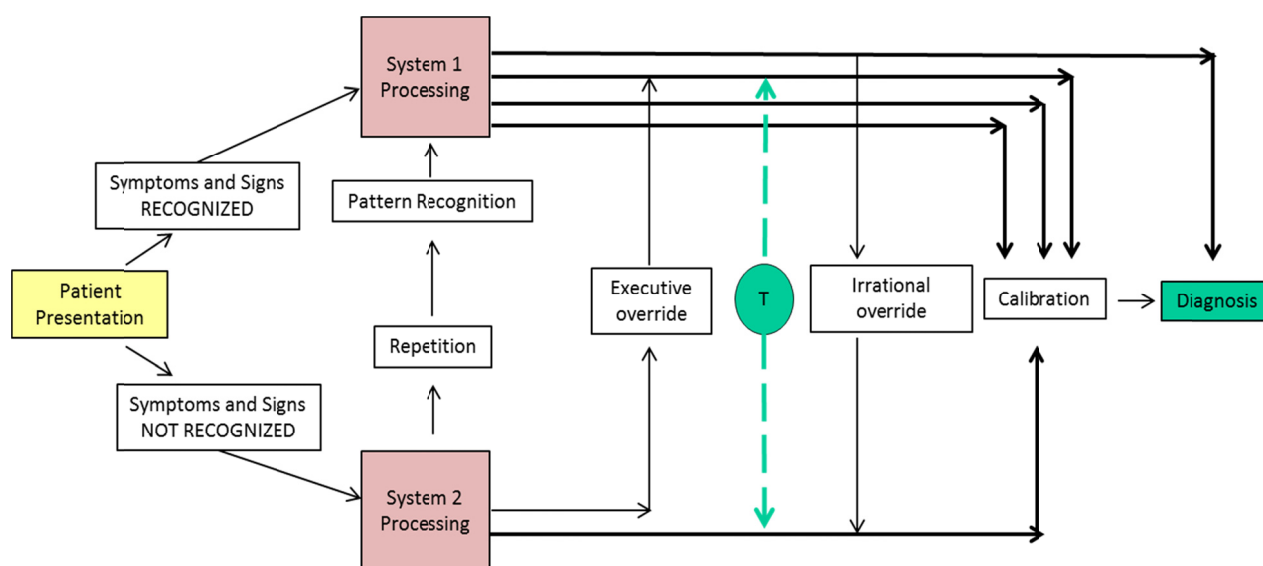 System 1
Processing
Symptoms and Signs
RECOGNIZED
Pattern Recognition
Patient
Presentation
Executive
override
T
Irrational
override
Calibration
Diagnosis
Repetition
Symptoms and Signs
NOT RECOGNIZED
System 2
Processing